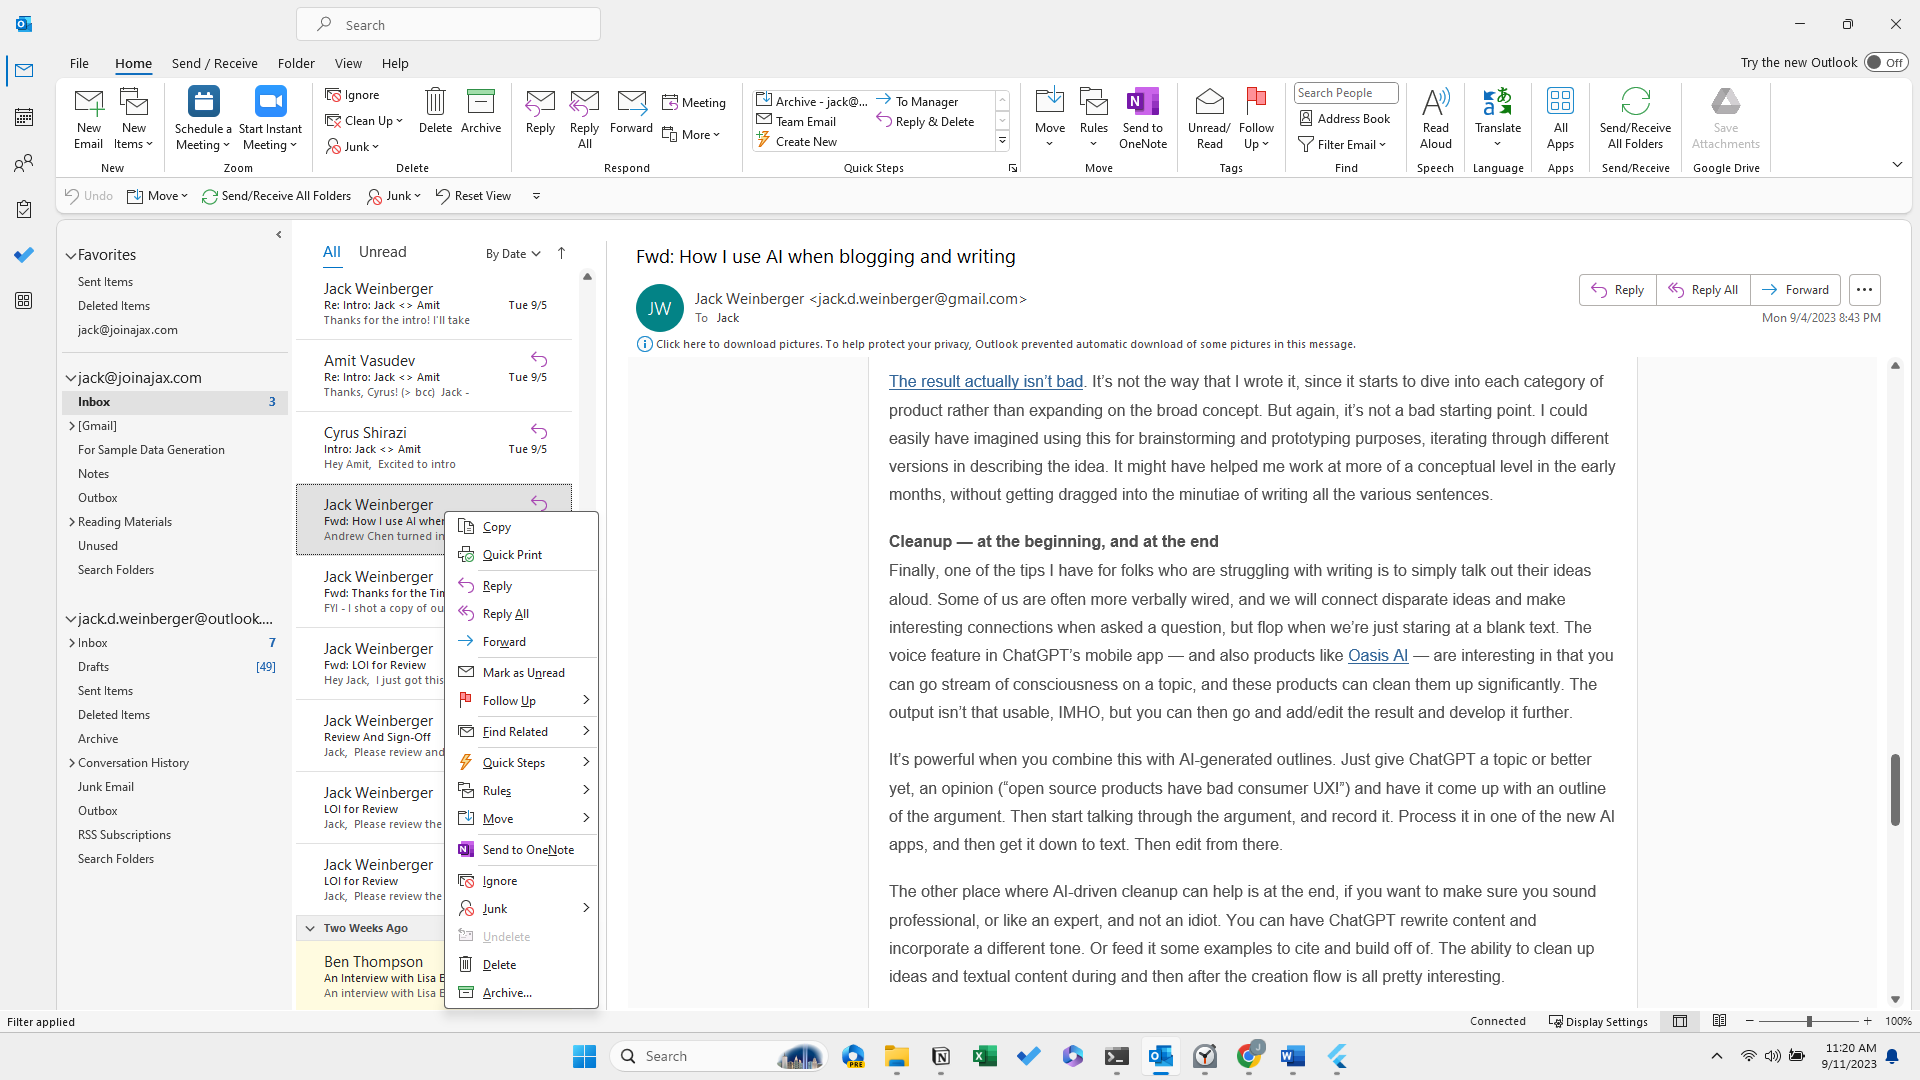 Search
File Home Send / Receive Folder View Help
Try the new Outlook Off
New Email
New Items
New
Schedule a Meeting
Start Instant Meeting
Zoom
Ignore
Clean Up
Junk
Delete
Archive
Delete
Reply
Reply All
Forward
Meeting
More
Respond
Archive - jack@...
Team Email
Create New
To Manager
Reply & Delete
Quick Steps
Move
Rules
Send to OneNote
Move
Unread/ Read
Follow Up
Tags
Search People
Address Book
Filter Email
Find
Read Aloud
Speech
Translate
Language
All Apps
Apps
Send/Receive All Folders
Send/Receive
Save Attachments
Google Drive
Undo Move Send/Receive All Folders Junk Reset View
Favorites
Sent Items
Deleted Items
jack@joinajax.com
jack@joinajax.com
Inbox 3
[Gmail]
For Sample Data Generation
Notes
Outbox
Reading Materials
Unused
Search Folders
jack.d.weinberger@outlook....
Inbox 7
Drafts [49]
Sent Items
Deleted Items
Archive
Conversation History
Junk Email
Outbox
RSS Subscriptions
Search Folders
All Unread By Date
Jack Weinberger
Re: Intro: Jack <> Amit Tue 9/5
Thanks for the intro! I'll take
Amit Vasudev
Re: Intro: Jack <> Amit Tue 9/5
Thanks, Cyrus! (> bcc) Jack -
Cyrus Shirazi
Intro: Jack <> Amit Tue 9/5
Hey Amit, Excited to intro
Jack Weinberger
Fwd: How I use AI when
Andrew Chen turned in
Jack Weinberger
Fwd: Thanks for the Tim
FYI - I shot a copy of ou
Jack Weinberger
Fwd: LOI for Review
Hey Jack, I just got this
Jack Weinberger
Review And Sign-Off
Jack, Please review and
Jack Weinberger
LOI for Review
Jack, Please review the
Jack Weinberger
LOI for Review
Jack, Please review the
Two Weeks Ago
Ben Thompson
An Interview with Lisa E
An interview with Lisa E
Copy
Quick Print
Reply
Reply All
Forward
Mark as Unread
Follow Up
Find Related
Quick Steps
Rules
Move
Send to OneNote
Ignore
Junk
Undelete
Delete
Archive...
Fwd: How I use AI when blogging and writing
JW
Jack Weinberger <jack.d.weinberger@gmail.com>
To Jack
Reply Reply All Forward
Mon 9/4/2023 8:43 PM
Click here to download pictures. To help protect your privacy, Outlook prevented automatic download of some pictures in this message.
The result actually isn’t bad. It’s not the way that I wrote it, since it starts to dive into each category of
product rather than expanding on the broad concept. But again, it’s not a bad starting point. I could
easily have imagined using this for brainstorming and prototyping purposes, iterating through different
versions in describing the idea. It might have helped me work at more of a conceptual level in the early
months, without getting dragged into the minutiae of writing all the various sentences.
Cleanup — at the beginning, and at the end
Finally, one of the tips I have for folks who are struggling with writing is to simply talk out their ideas
aloud. Some of us are often more verbally wired, and we will connect disparate ideas and make
interesting connections when asked a question, but flop when we’re just staring at a blank text. The
voice feature in ChatGPT’s mobile app — and also products like Oasis AI — are interesting in that you
can go stream of consciousness on a topic, and these products can clean them up significantly. The
output isn’t that usable, IMHO, but you can then go and add/edit the result and develop it further.
It’s powerful when you combine this with AI-generated outlines. Just give ChatGPT a topic or better
yet, an opinion (“open source products have bad consumer UX!”) and have it come up with an outline
of the argument. Then start talking through the argument, and record it. Process it in one of the new AI
apps, and then get it down to text. Then edit from there.
The other place where AI-driven cleanup can help is at the end, if you want to make sure you sound
professional, or like an expert, and not an idiot. You can have ChatGPT rewrite content and
incorporate a different tone. Or feed it some examples to cite and build off of. The ability to clean up
ideas and textual content during and then after the creation flow is all pretty interesting.
Filter applied
Connected Display Settings 100%
Search
PRE
J
11:20 AM
9/11/2023